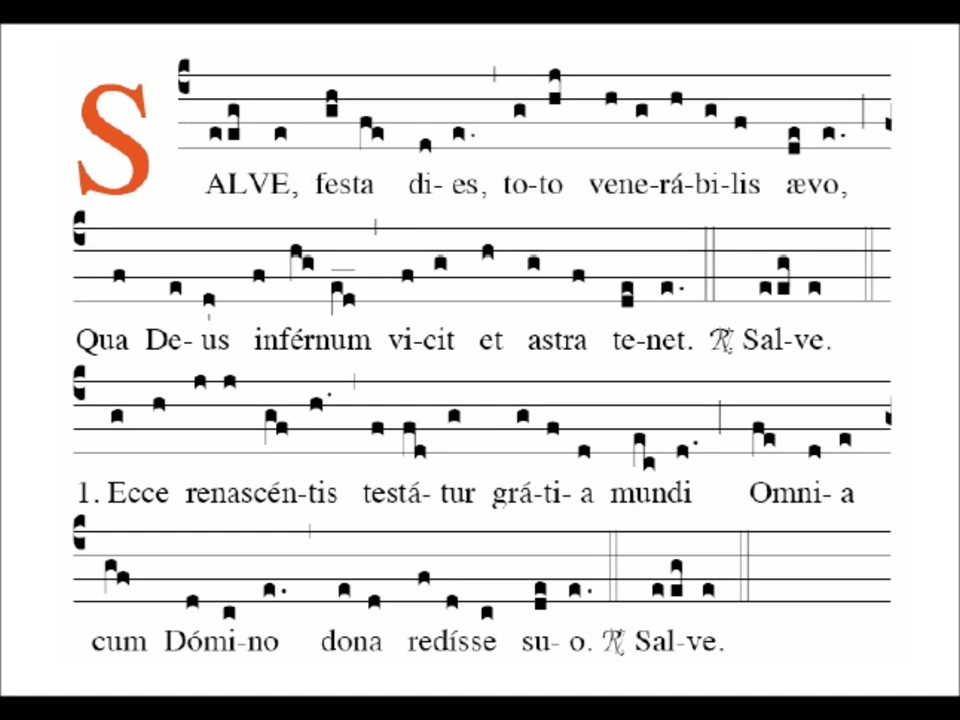 SALVE, festa di- es, to-to vene-rá-bi-lis ævo,
Qua De- us inférnum vi-cit et astra te-net. ℟ Sal-ve.
1. Ecce renascén-tis testá- tur grá-ti- a mundi Omni- a
cum Dómi-no dona redísse su- o. ℟ Sal-ve.